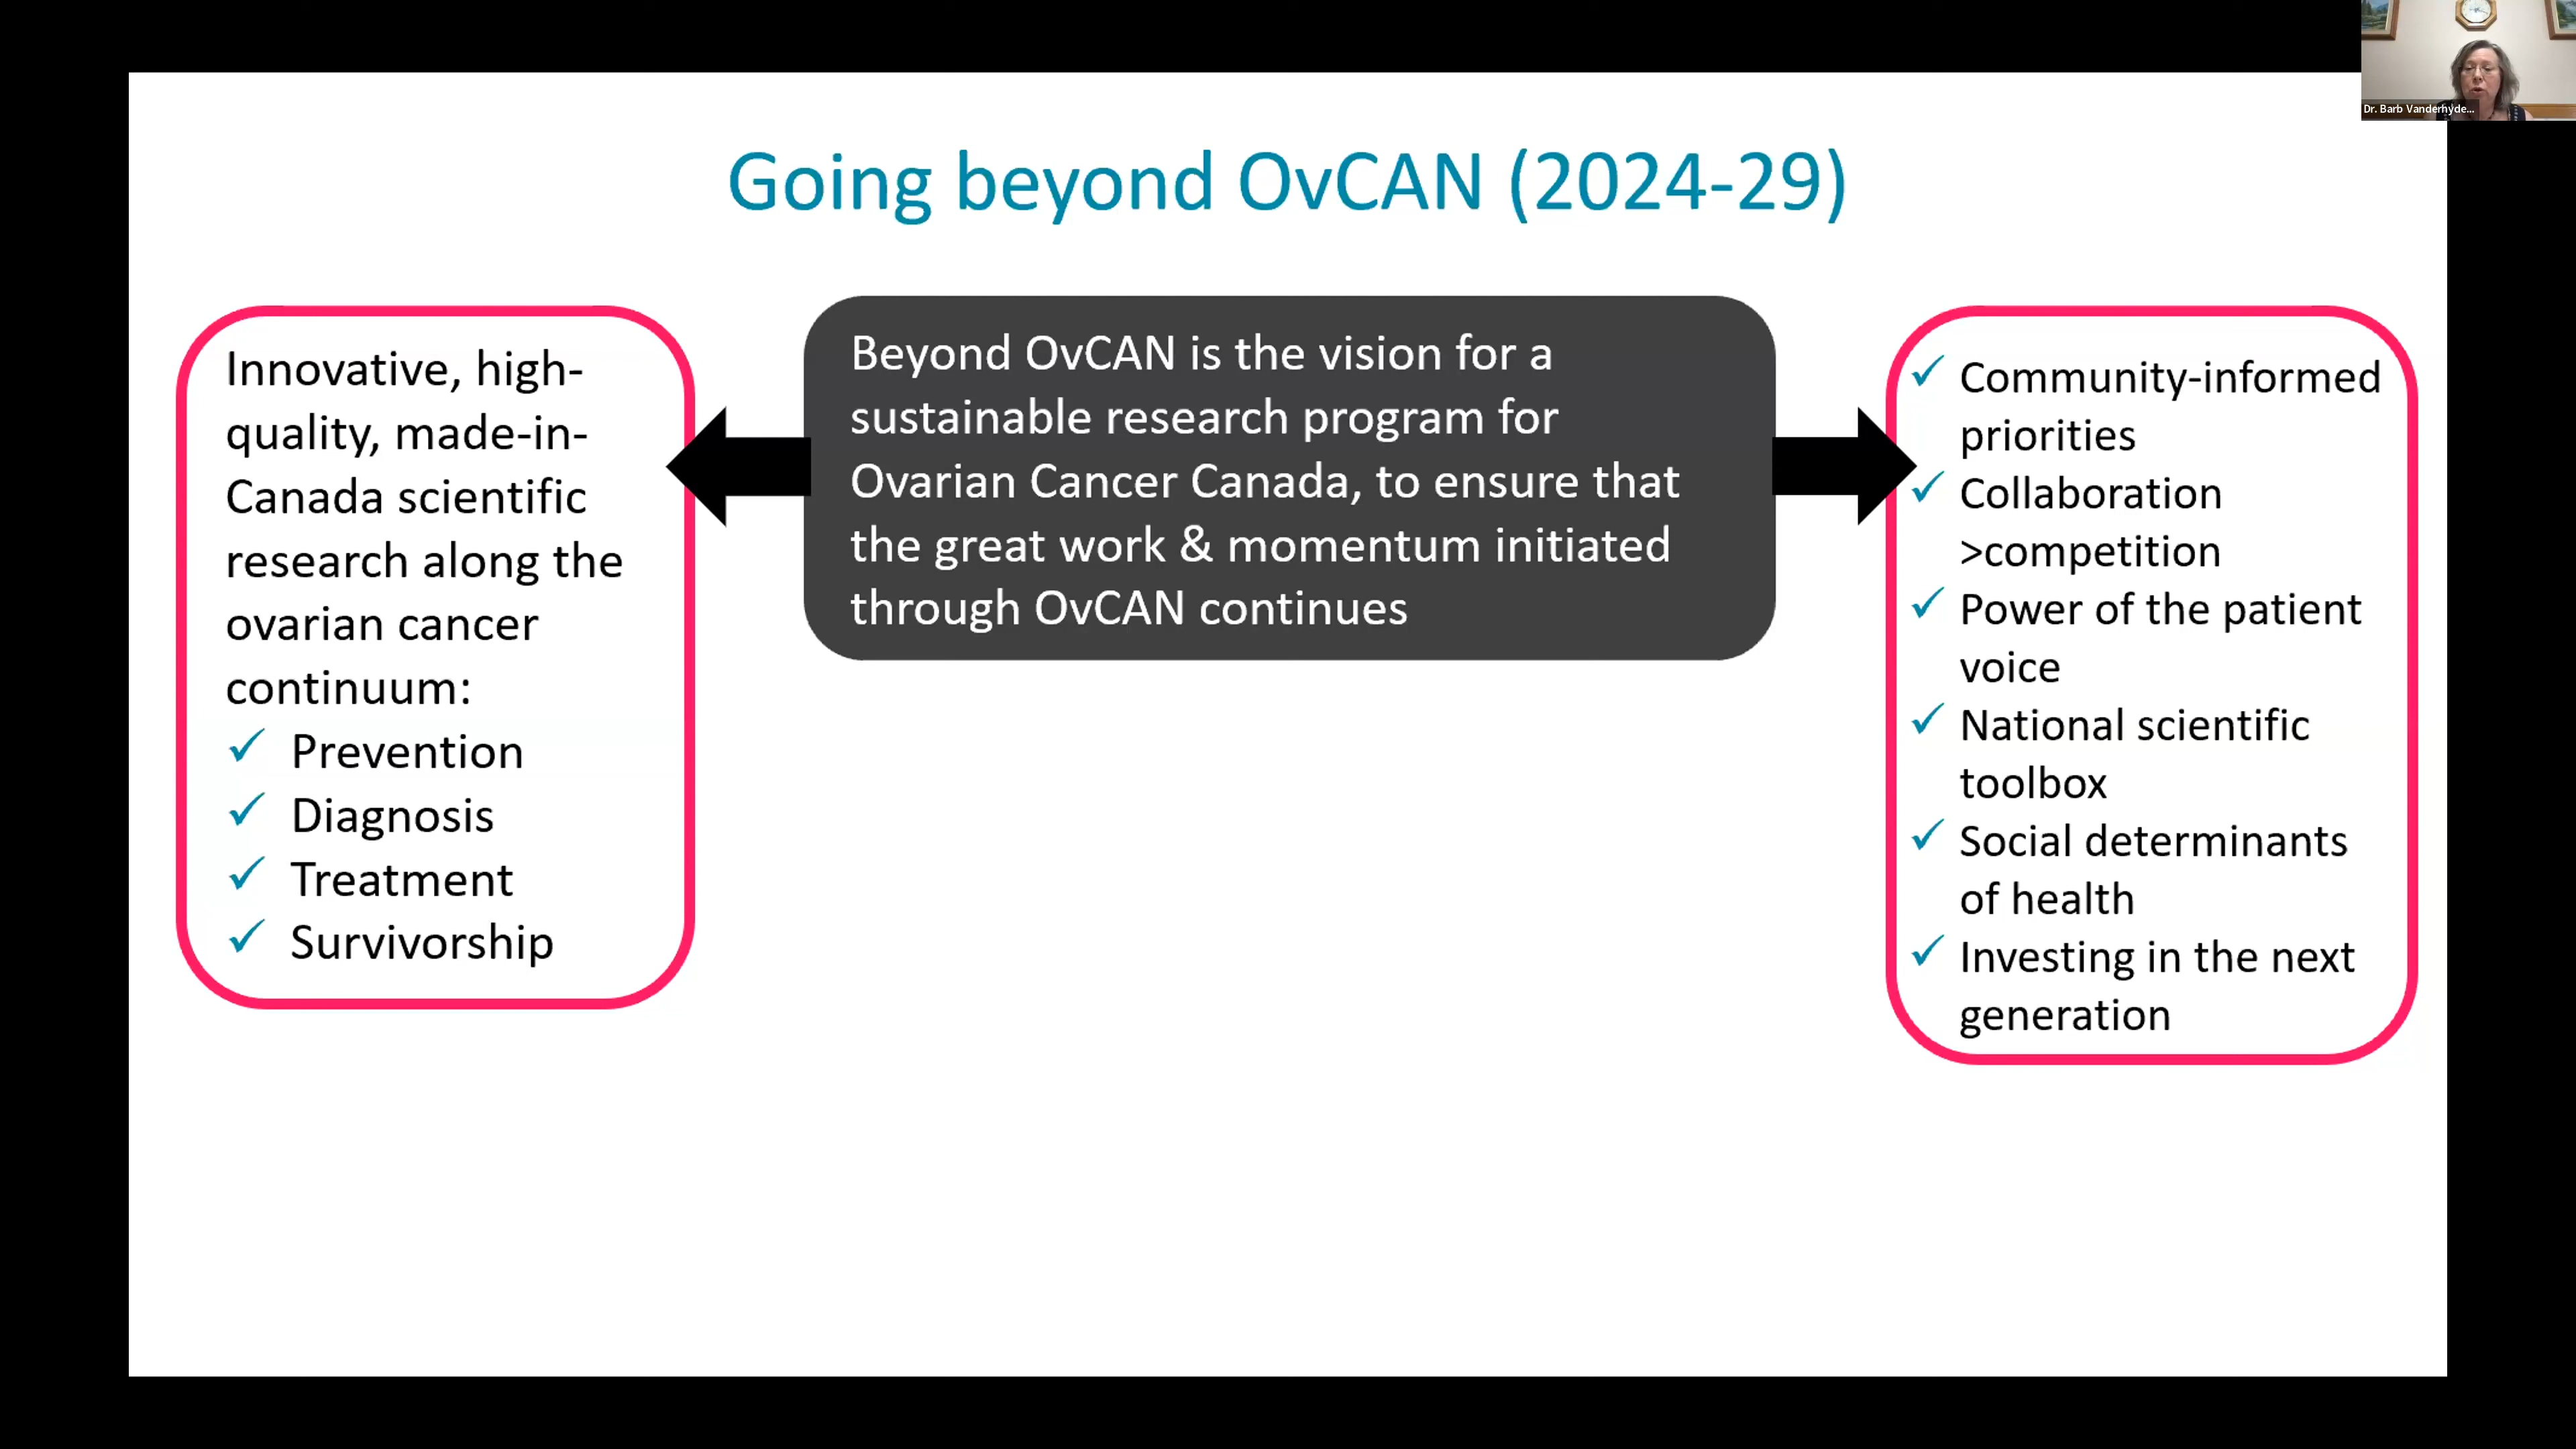 Dr. Barb Vanderhyde...
Going beyond OvCAN (2024-29)
Innovative, high-
quality, made-in-
Canada scientific
research along the
ovarian cancer
continuum:
✓ Prevention
✓ Diagnosis
✓ Treatment
✓ Survivorship
Beyond OvCAN is the vision for a
sustainable research program for
Ovarian Cancer Canada, to ensure that
the great work & momentum initiated
through OvCAN continues
✓ Community-informed
priorities
✓ Collaboration
>competition
✓ Power of the patient
voice
✓ National scientific
toolbox
✓ Social determinants
of health
✓ Investing in the next
generation